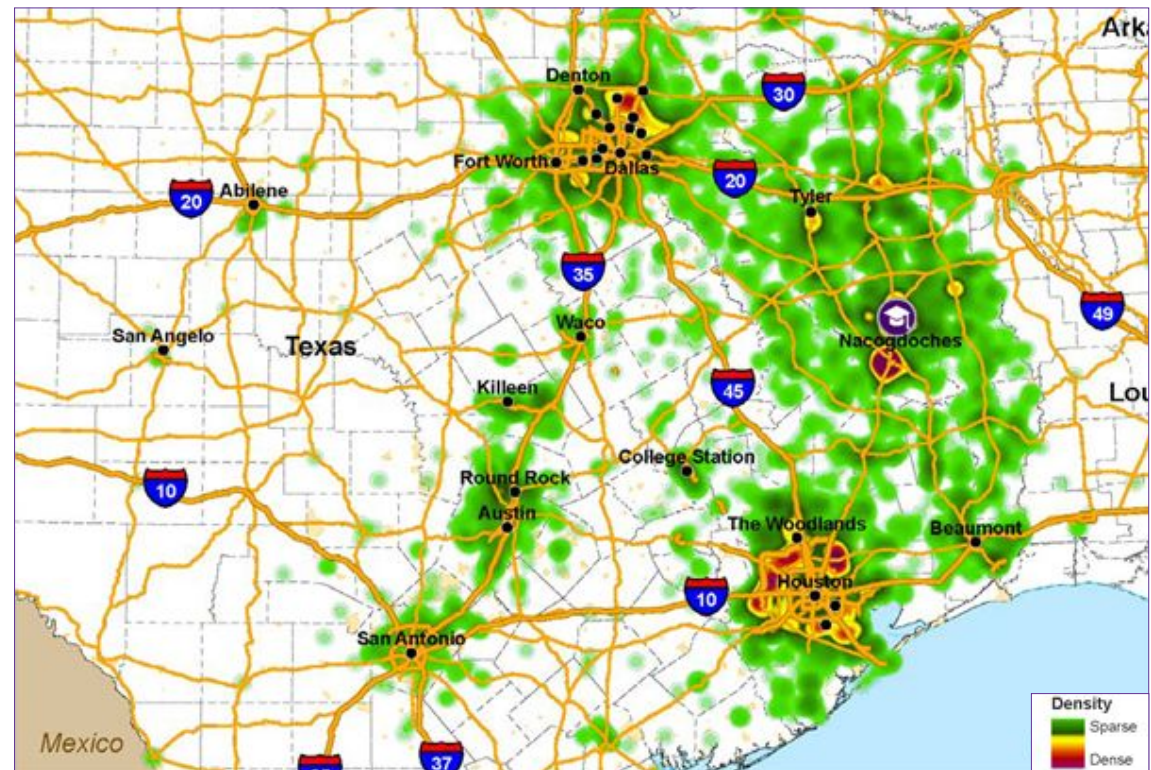 Ark
Denton
30
Fort Worth
Dallas
20
20
Abilene
Tyler
35
49
Waco
Nacogdoches
San Angelo
Texas
Killeen
45
Lou
College Station
10
Round Rock
Austin
The Woodlands
Beaumont
Houston
10
San Antonio
Density
Sparse
Mexico
37
Dense